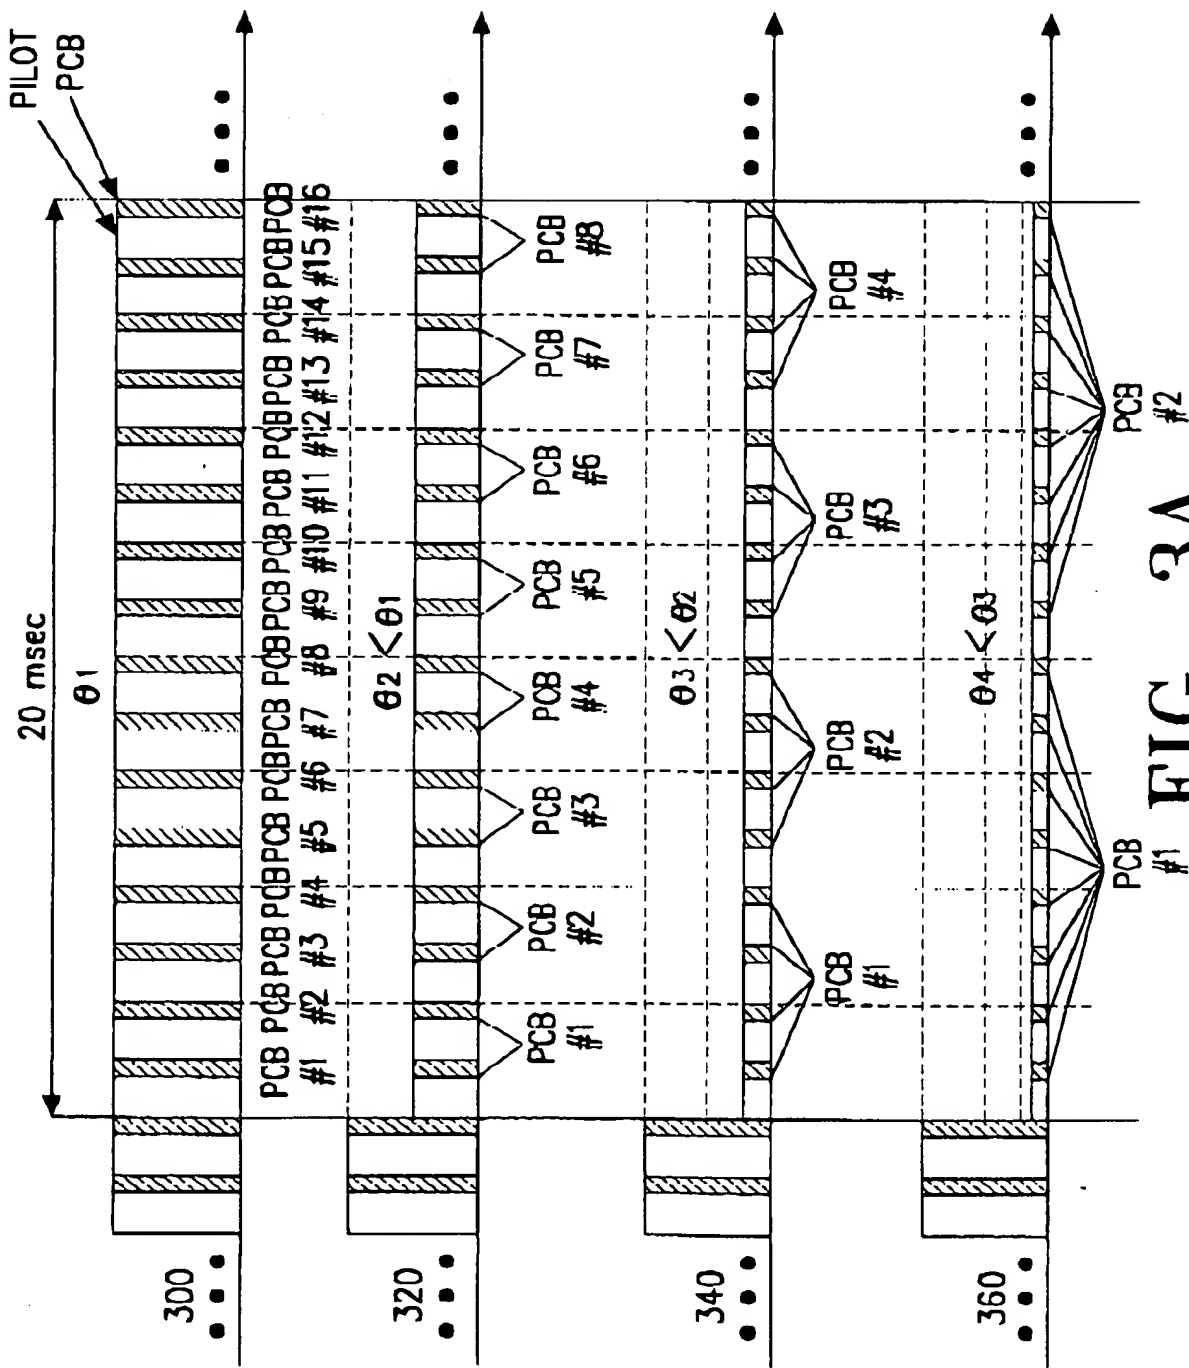 PILOT
PCB
20 msec
θ1
300
PCB PCB PCB PCB PCB PCB PCB PCB PCB PCB PCB PCB PCB PCB PCB PCB
#1 #2 #3 #4 #5 #6 #7 #8 #9 #10 #11 #12 #13 #14 #15 #16
θ2 < θ1
320
PCB PCB PCB PCB PCB PCB PCB PCB
#1 #2 #3 #4 #5 #6 #7 #8
θ3 < θ2
340
PCB PCB PCB PCB
#1 #2 #3 #4
θ4 < θ3
360
PCB PCB
#1 #2
FIG. 3A